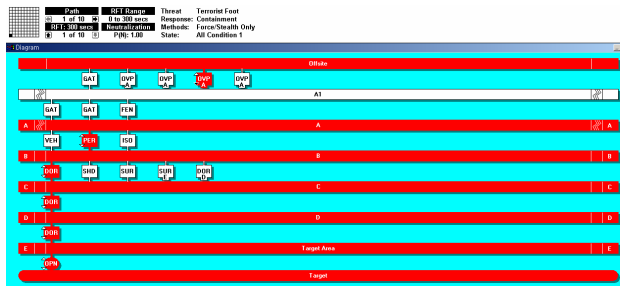 Path RFT Range Threat Terrorist Foot
1 of 10 0 to 300 secs Response: Containment
RFT: 300 secs Neutralization Methods: Force/Stealth Only
1 of 10 P(N): 1.00 State: All Condition 1
Diagram
Offsite
GAT OVP A OVP A OVP A OVP A
A1
GAT GAT FEN
A A A
VEH PER ISO
B B B
DOR SHD SUR SUR F DOR D
C C C
DOR
D D D
DOR
E Target Area E
OPN
Target